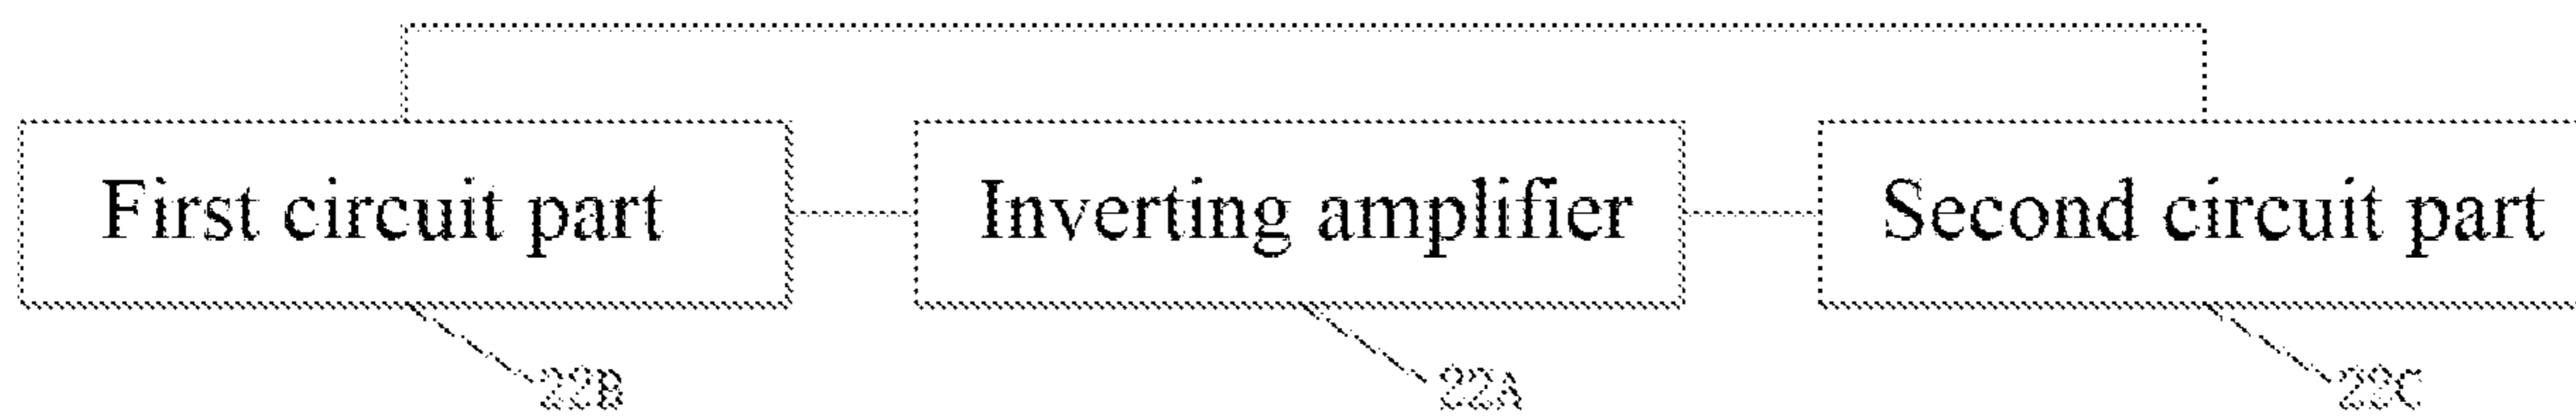 First circuit part Inverting amplifier Second circuit part
22B 22A 22C